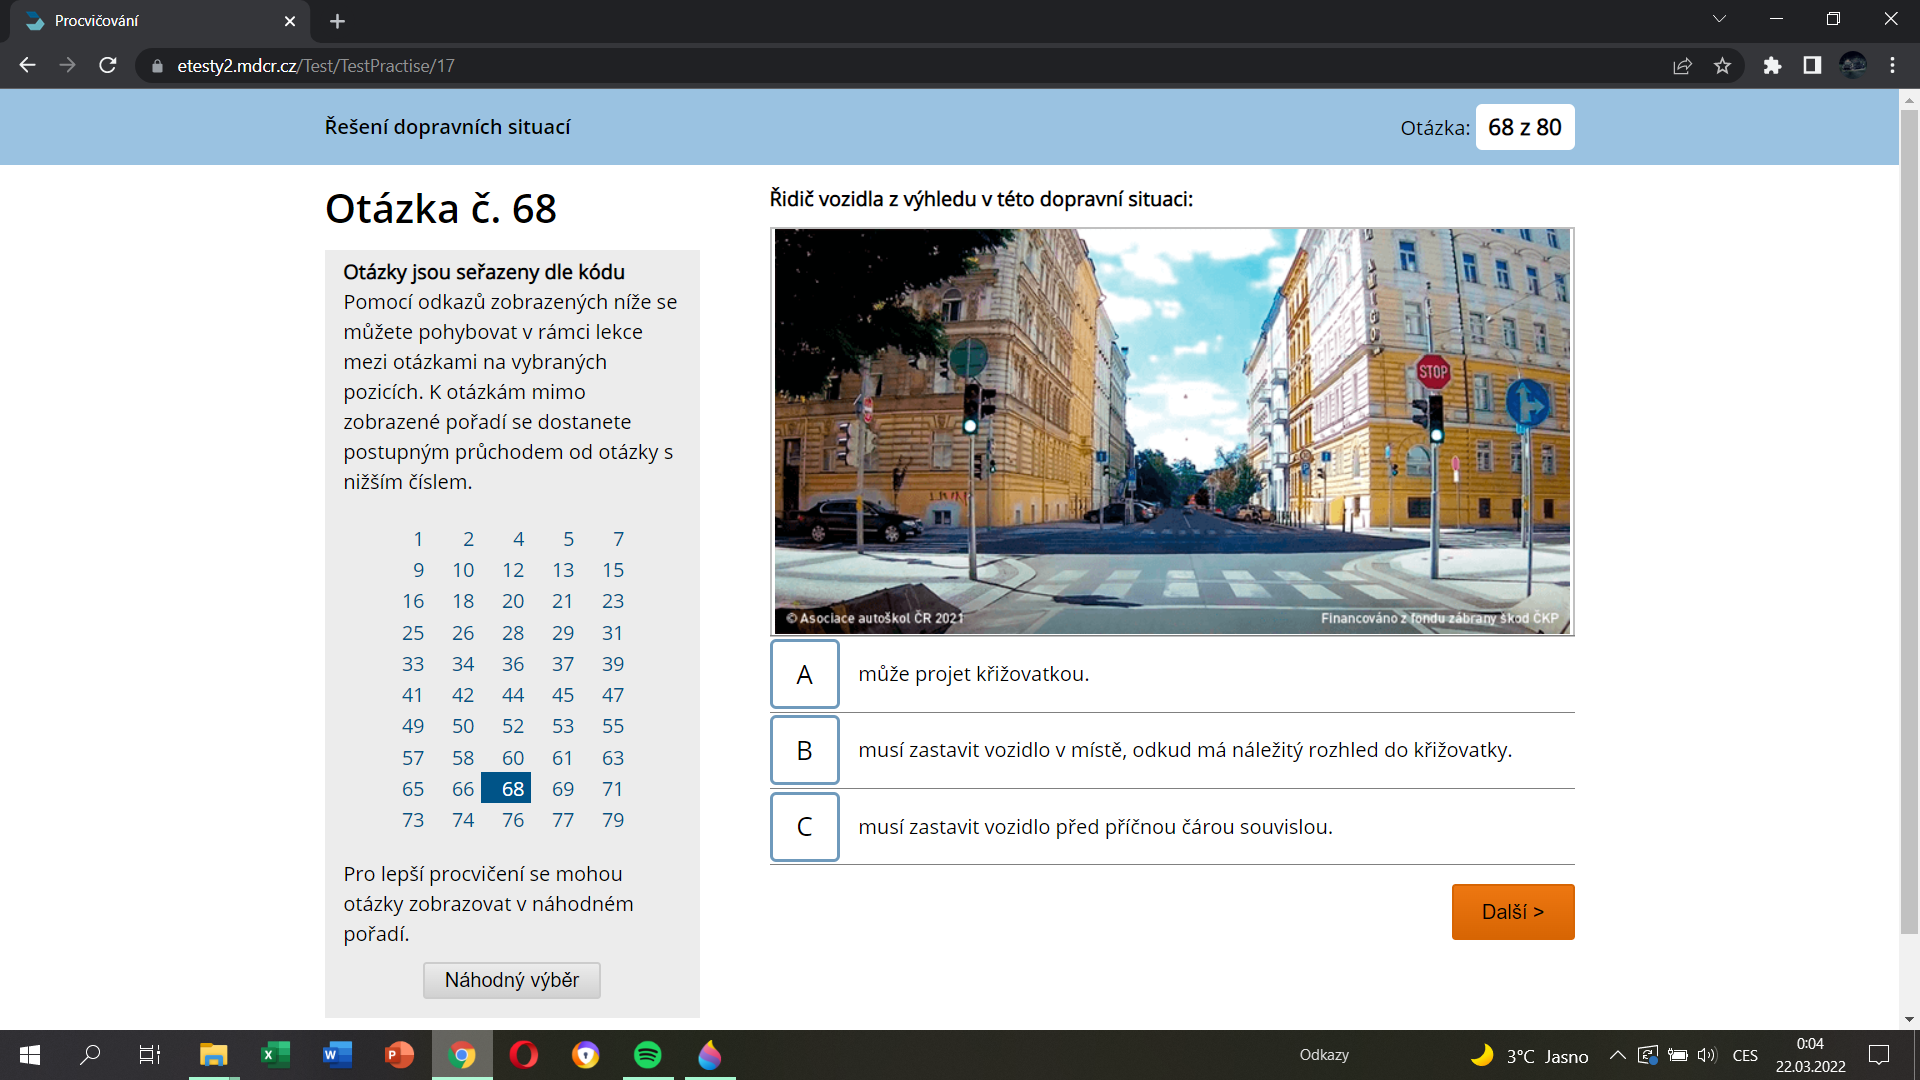 Procvičování
etesty2.mdcr.cz/Test/TestPractise/17
Řešení dopravních situací
Otázka: 68 z 80
Otázka č. 68
Otázky jsou seřazeny dle kódu
Pomocí odkazů zobrazených níže se
můžete pohybovat v rámci lekce
mezi otázkami na vybraných
pozicích. K otázkám mimo
zobrazené pořadí se dostanete
postupným průchodem od otázky s
nižším číslem.
1 2 4 5 7
9 10 12 13 15
16 18 20 21 23
25 26 28 29 31
33 34 36 37 39
41 42 44 45 47
49 50 52 53 55
57 58 60 61 63
65 66 68 69 71
73 74 76 77 79
Pro lepší procvičení se mohou
otázky zobrazovat v náhodném
pořadí.
Náhodný výběr
Řidič vozidla z výhledu v této dopravní situaci:
STOP
© Asociace autoškol ČR 2021
Financováno z fondu zábrany škod ČKP
A může projet křižovatkou.
B musí zastavit vozidlo v místě, odkud má náležitý rozhled do křižovatky.
C musí zastavit vozidlo před příčnou čárou souvislou.
Další >
Odkazy
3°C Jasno
CES
0:04
22.03.2022